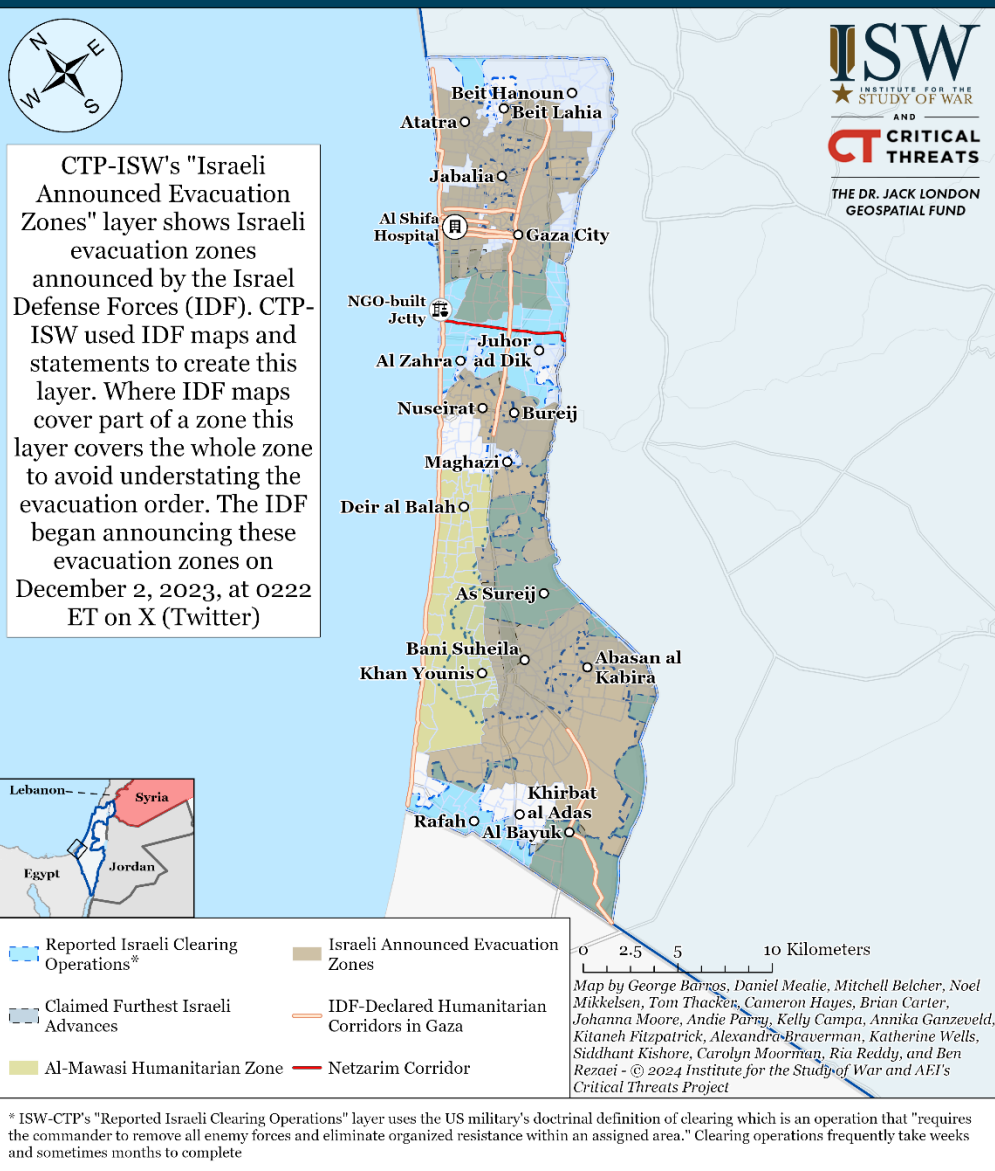 N
E
W
S
ISW
INSTITUTE FOR THE
STUDY OF WAR
AND
CT CRITICAL
THREATS
THE DR. JACK LONDON
GEOSPATIAL FUND
CTP-ISW's "Israeli
Announced Evacuation
Zones" layer shows Israeli
evacuation zones
announced by the Israel
Defense Forces (IDF). CTP-
ISW used IDF maps and
statements to create this
layer. Where IDF maps
cover part of a zone this
layer covers the whole zone
to avoid understating the
evacuation order. The IDF
began announcing these
evacuation zones on
December 2, 2023, at 0222
ET on X (Twitter)
Beit Hanoun
Beit Lahia
Atatra
Jabalia
Al Shifa
Hospital
Gaza City
NGO-built
Jetty
Juhor
ad Dik
Al Zahra
Nuseirat
Bureij
Maghazi
Deir al Balah
As Sureij
Bani Suheila
Abasan al
Kabira
Khan Younis
Khirbat
al Adas
Rafah
Al Bayuk
Lebanon
Syria
Jordan
Egypt
Reported Israeli Clearing
Operations*
Claimed Furthest Israeli
Advances
Al-Mawasi Humanitarian Zone
Israeli Announced Evacuation
Zones
IDF-Declared Humanitarian
Corridors in Gaza
Netzarim Corridor
0 2.5 5 10 Kilometers
Map by George Barros, Daniel Mealie, Mitchell Belcher, Noel
Mikkelsen, Tom Thacker, Cameron Hayes, Brian Carter,
Johanna Moore, Andie Parry, Kelly Campa, Annika Ganzeveld,
Kitaneh Fitzpatrick, Alexandra Braverman, Katherine Wells,
Siddhant Kishore, Carolyn Moorman, Ria Reddy, and Ben
Rezaei - © 2024 Institute for the Study of War and AEI's
Critical Threats Project
* ISW-CTP's "Reported Israeli Clearing Operations" layer uses the US military's doctrinal definition of clearing which is an operation that "requires
the commander to remove all enemy forces and eliminate organized resistance within an assigned area." Clearing operations frequently take weeks
and sometimes months to complete